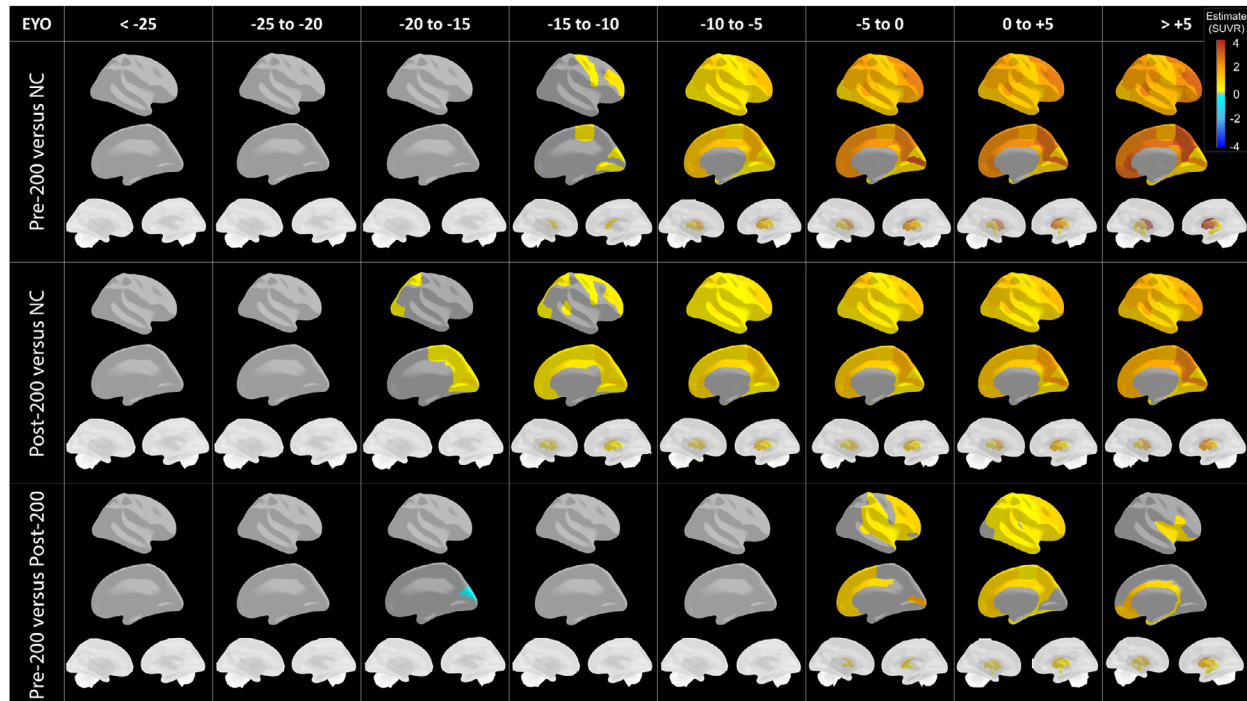 EYO < -25 -25 to -20 -20 to -15 -15 to -10 -10 to -5 -5 to 0 0 to +5 > +5
Estimate
(SUVR)
4
2
0
-2
-4
Pre-200 versus NC
Post-200 versus NC
Pre-200 versus Post-200